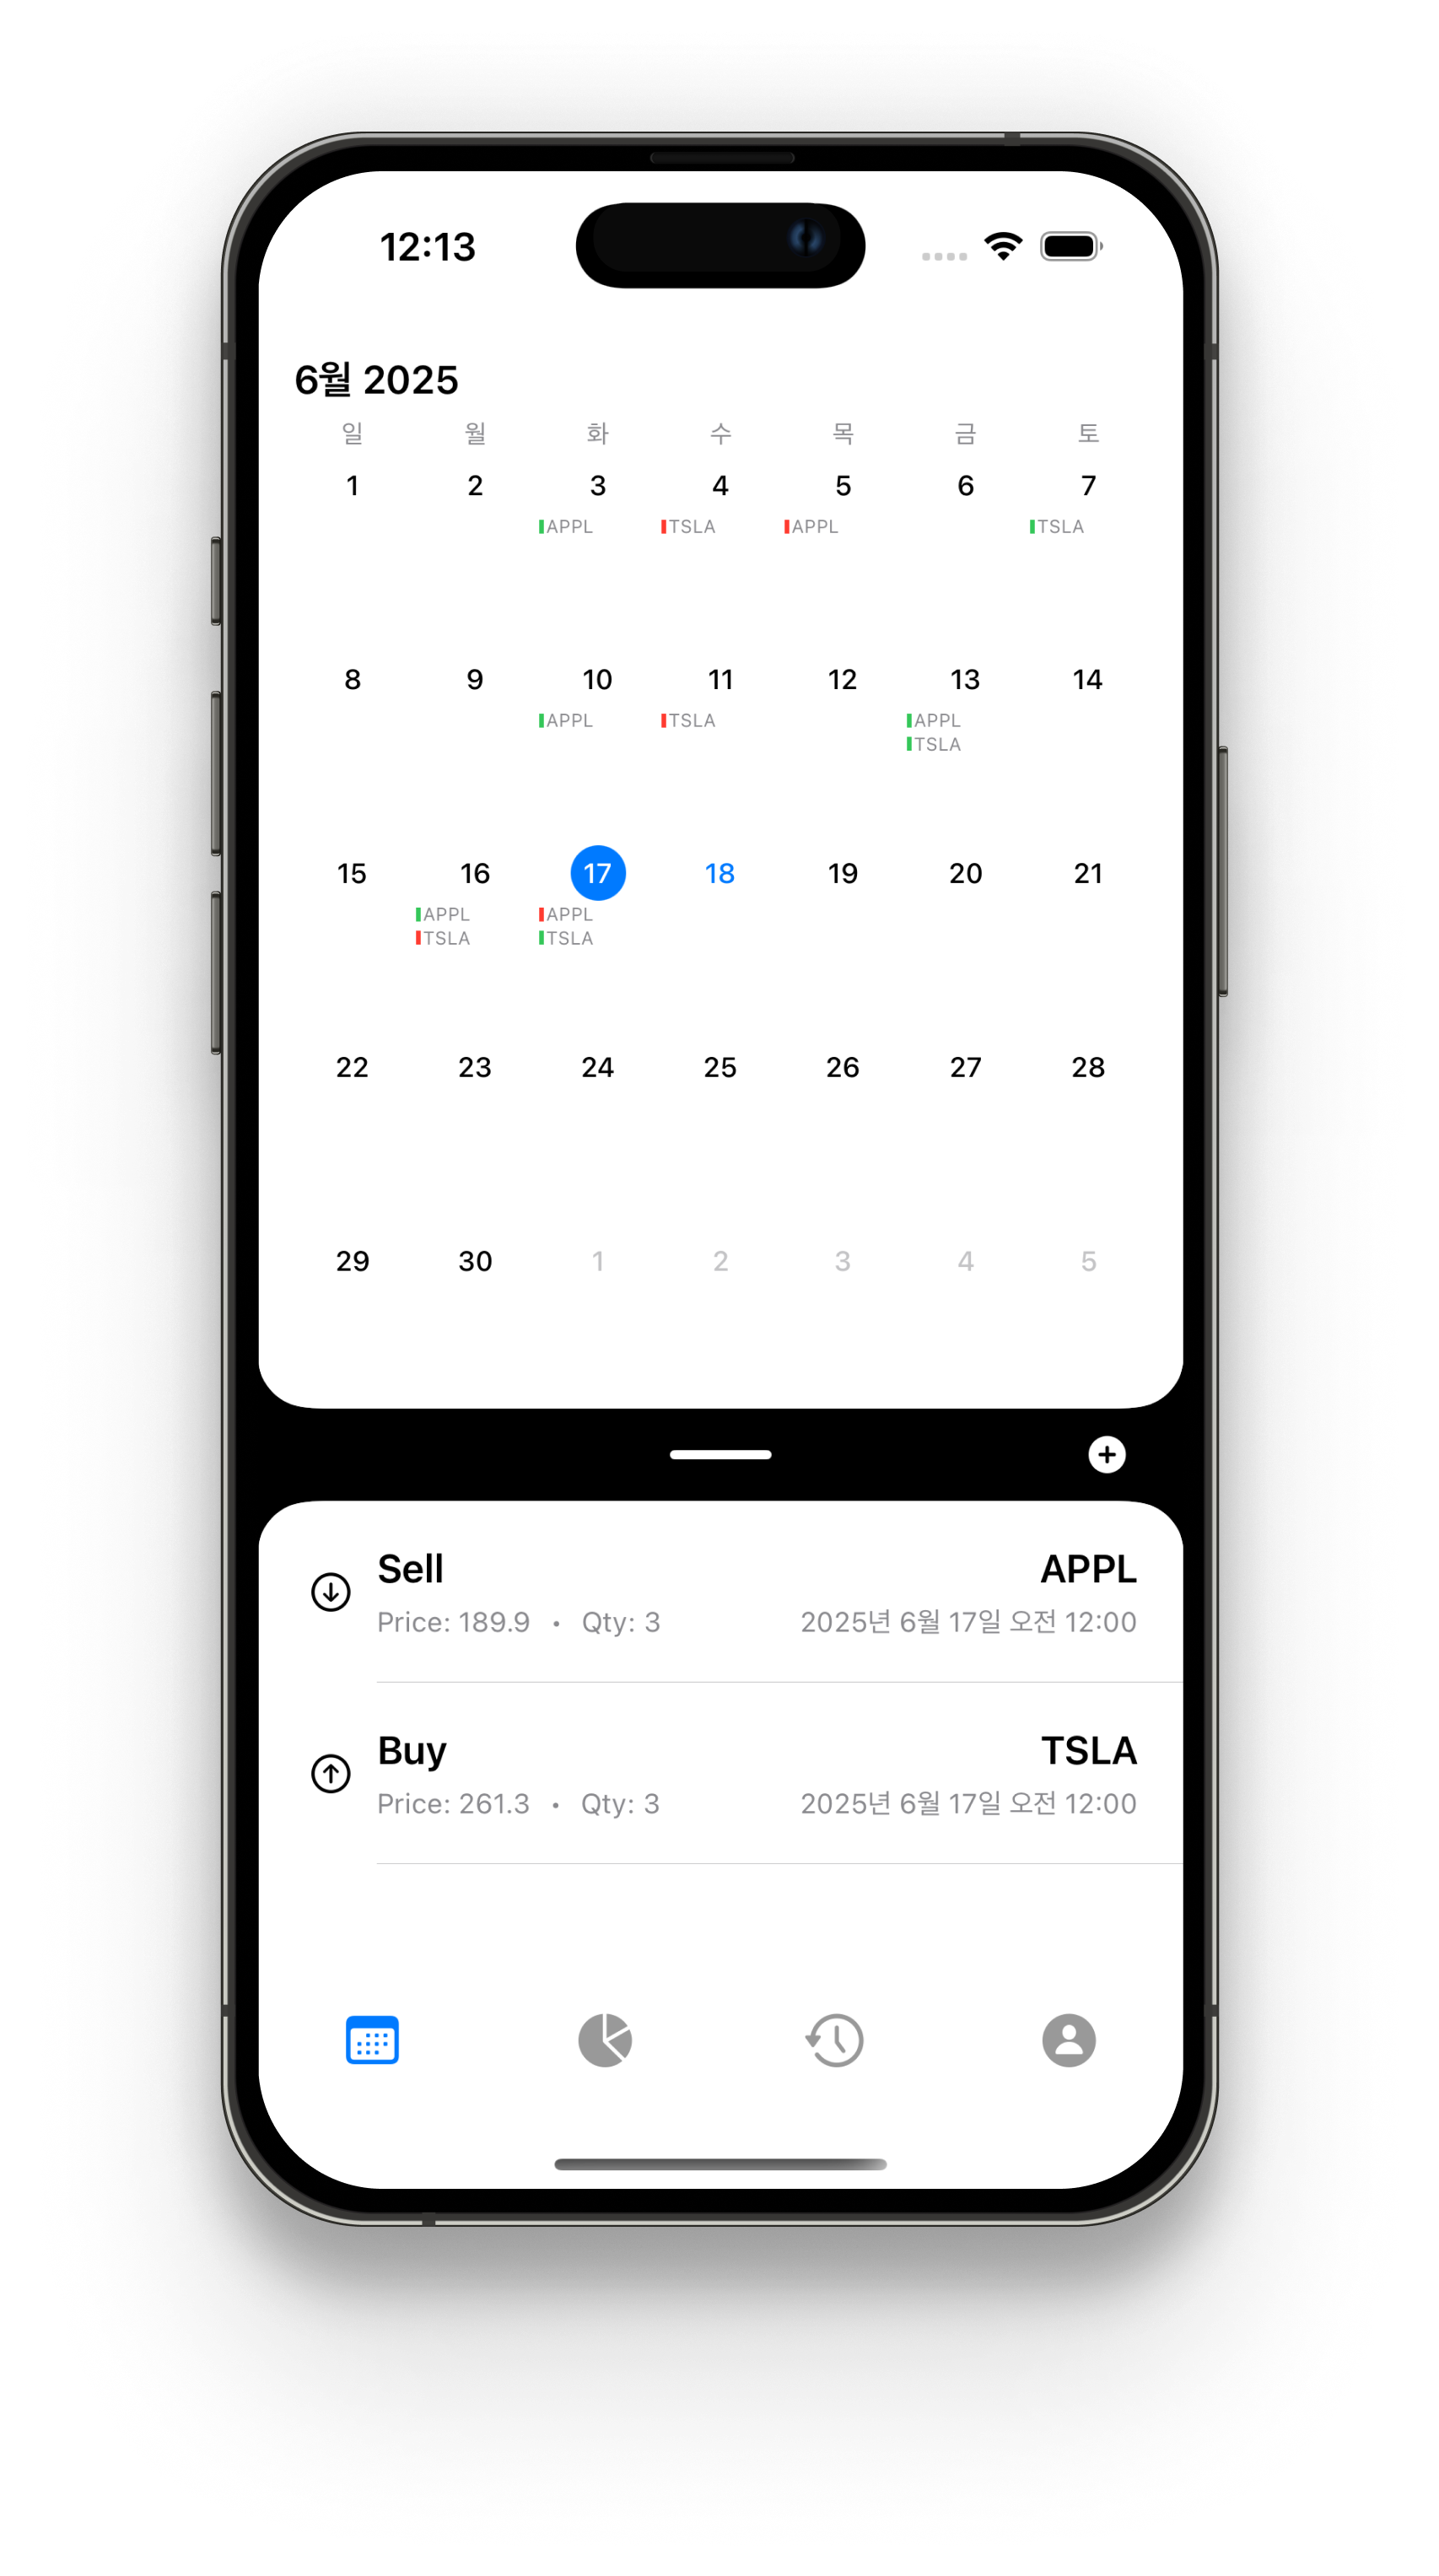 12:13
6월 2025
일 월 화 수 목 금 토
1 2 3 4 5 6 7
APPL TSLA APPL TSLA
8 9 10 11 12 13 14
APPL TSLA APPL
TSLA
15 16 17 18 19 20 21
APPL APPL
TSLA TSLA
22 23 24 25 26 27 28
29 30 1 2 3 4 5
Sell APPL
Price: 189.9 • Qty: 3 2025년 6월 17일 오전 12:00
Buy TSLA
Price: 261.3 • Qty: 3 2025년 6월 17일 오전 12:00